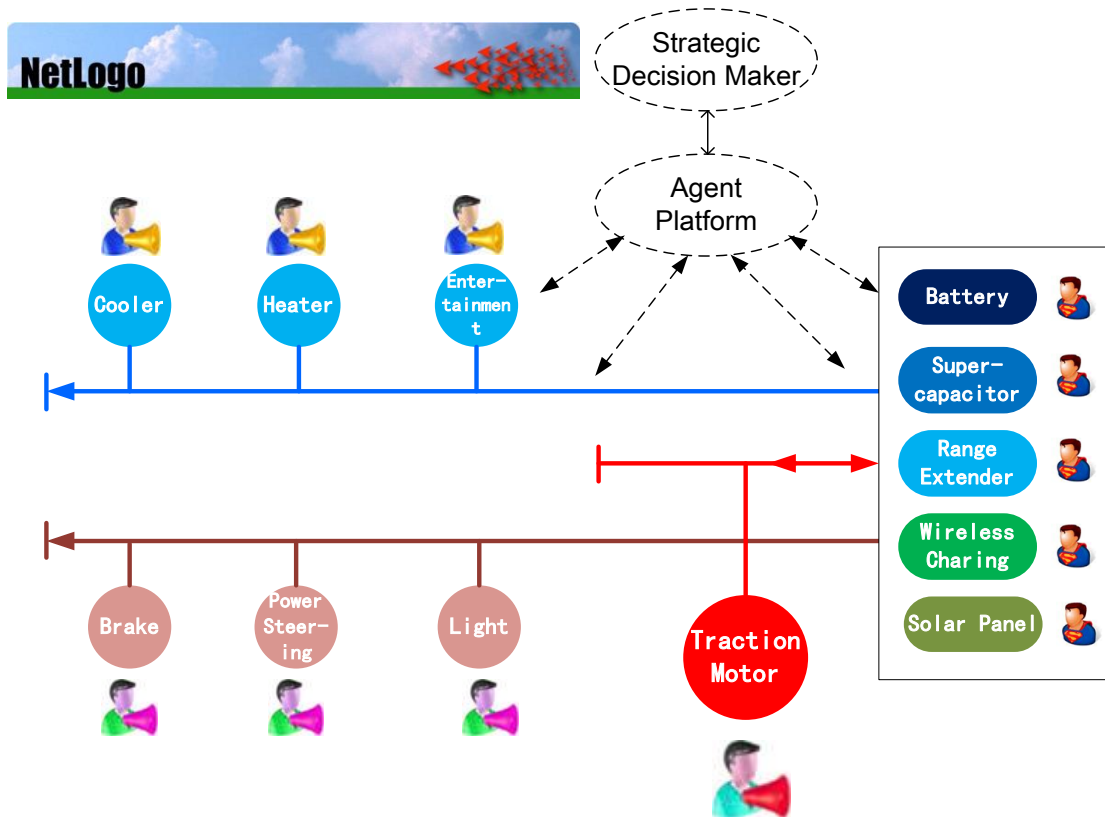 NetLogo
Strategic
Decision Maker
Agent
Platform
Cooler
Heater
Enter-
tainmen
t
Battery
Super-
capacitor
Range
Extender
Wireless
Charing
Solar Panel
Brake
Power
Steer-
ing
Light
Traction
Motor